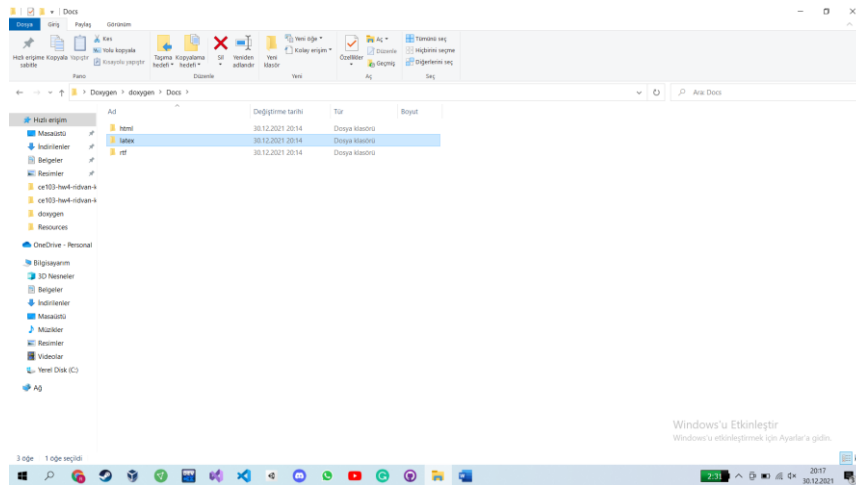 Docs
Dosya Giriş Paylaş Görünüm
Hızlı erişime sabitle
Kopyala
Yapıştır
Kes
Yolu kopyala
Kısayolu yapıştır
Pano
Taşıma hedefi
Kopyalama hedefi
Sil
Yeniden adlandır
Düzenle
Yeni klasör
Yeni öğe
Kolay erişim
Yeni
Özellikler
Aç
Düzenle
Geçmiş
Aç
Tümünü seç
Hiçbirini seçme
Diğerlerini seç
Seç
Doxygen > doxygen > Docs >
Ara: Docs
Ad Değiştirme tarihi Tür Boyut
html 30.12.2021 20:14 Dosya klasörü
latex 30.12.2021 20:14 Dosya klasörü
rtf 30.12.2021 20:14 Dosya klasörü
Hızlı erişim
Masaüstü
İndirilenler
Belgeler
Resimler
ce103-hw4-ridvan-k
ce103-hw4-ridvan-k
doxygen
Resources
OneDrive - Personal
Bilgisayarım
3D Nesneler
Belgeler
İndirilenler
Masaüstü
Müzikler
Resimler
Videolar
Yerel Disk (C:)
Ağ
Windows'u Etkinleştir
Windows'u etkinleştirmek için Ayarlar'a gidin.
3 öğe 1 öğe seçildi
20:17
30.12.2021